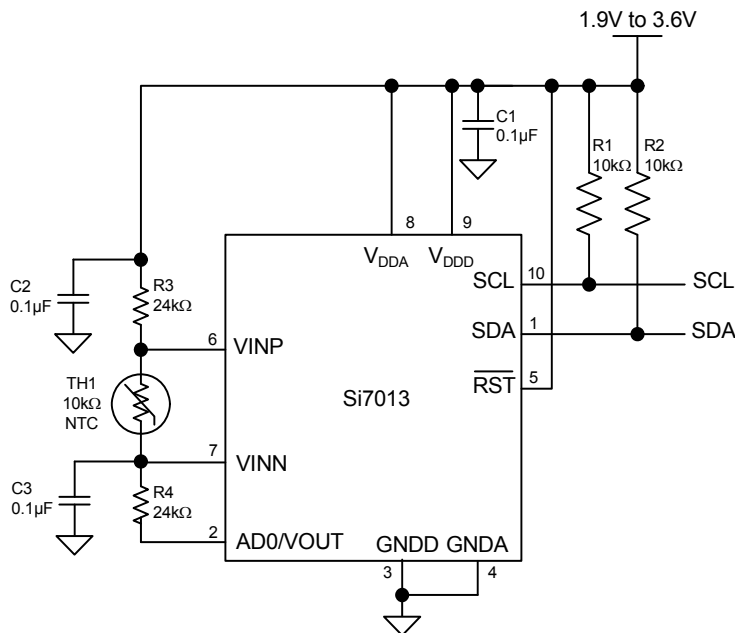 1.9V to 3.6V
C1
0.1µF
R1
10kΩ
R2
10kΩ
8
9
VDDA
VDDD
C2
0.1µF
R3
24kΩ
SCL
10
SCL
SDA
1
SDA
6
VINP
RST
5
TH1
10kΩ
NTC
Si7013
7
VINN
C3
0.1µF
R4
24kΩ
2
AD0/VOUT
GNDD
GNDA
3
4